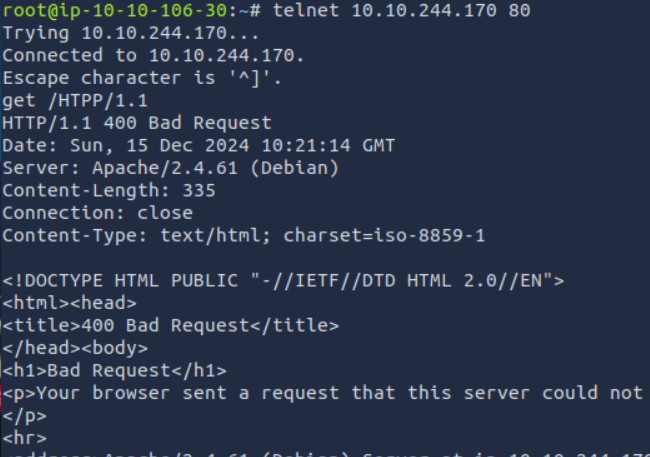 root@ip-10-10-106-30:~# telnet 10.10.244.170 80
Trying 10.10.244.170...
Connected to 10.10.244.170.
Escape character is '^]'.
get /HTPP/1.1
HTTP/1.1 400 Bad Request
Date: Sun, 15 Dec 2024 10:21:14 GMT
Server: Apache/2.4.61 (Debian)
Content-Length: 335
Connection: close
Content-Type: text/html; charset=iso-8859-1

<!DOCTYPE HTML PUBLIC "-//IETF//DTD HTML 2.0//EN">
<html><head>
<title>400 Bad Request</title>
</head><body>
<h1>Bad Request</h1>
<p>Your browser sent a request that this server could not
</p>
<hr>